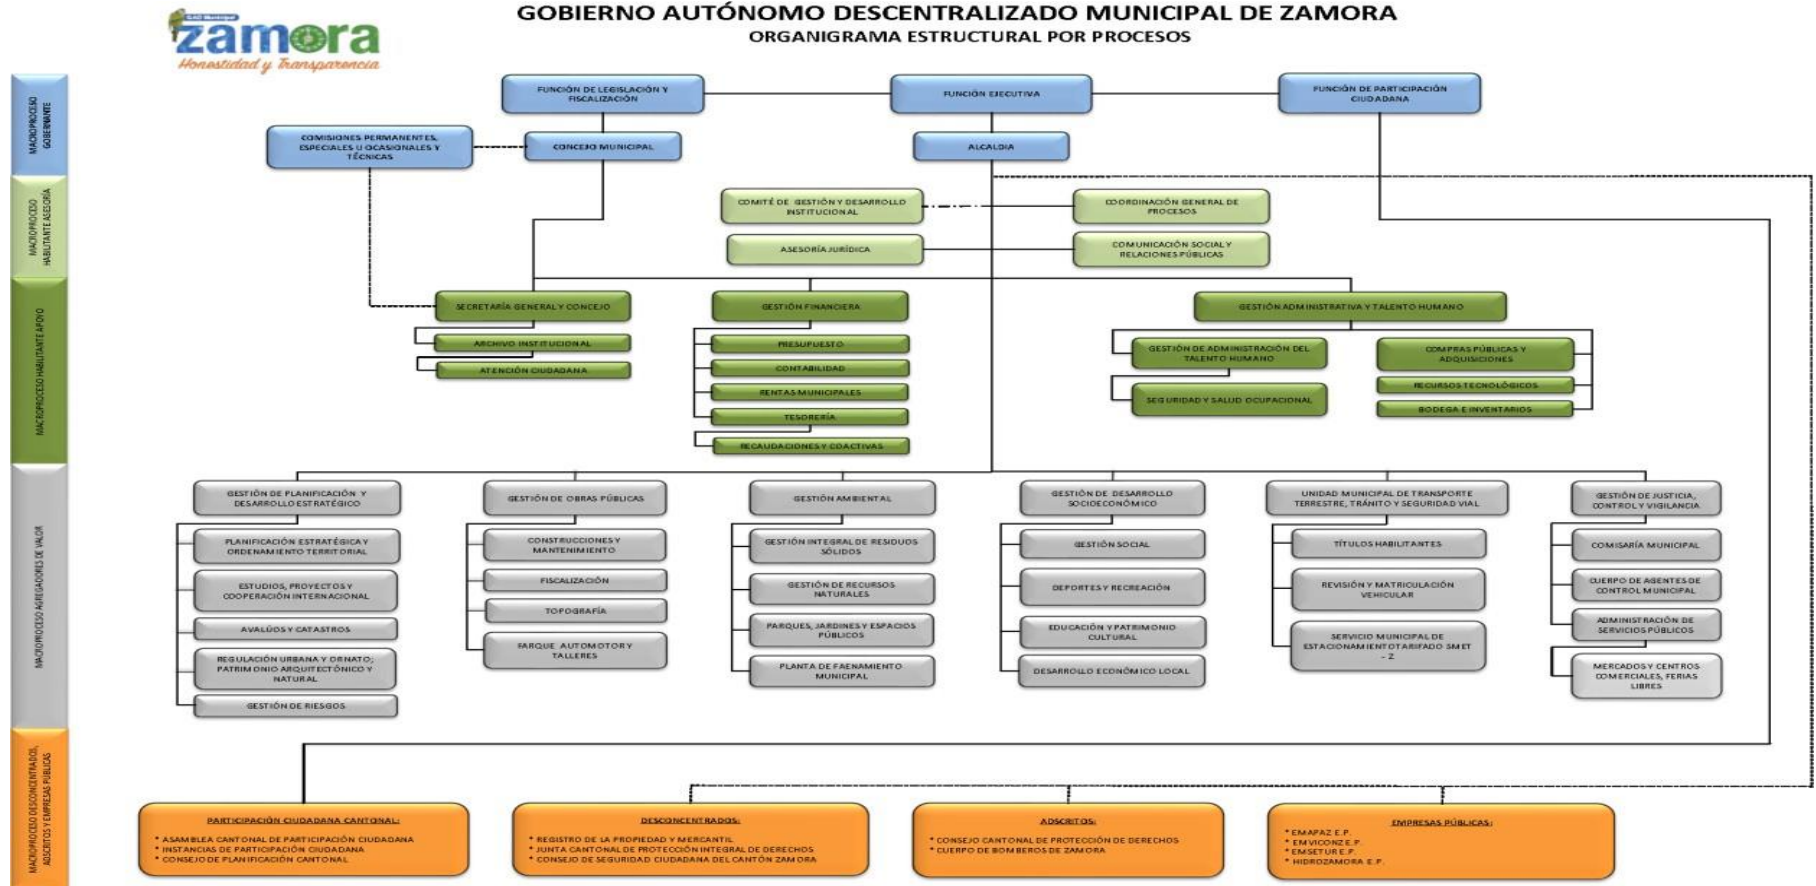 GAD Municipal
zamora
Honestidad y Transparencia
GOBIERNO AUTÓNOMO DESCENTRALIZADO MUNICIPAL DE ZAMORA
ORGANIGRAMA ESTRUCTURAL POR PROCESOS
MACROPROCESO
GOBERNANTE
FUNCIÓN DE LEGISLACIÓN Y
FISCALIZACIÓN
FUNCIÓN EJECUTIVA
FUNCIÓN DE PARTICIPACIÓN
CIUDADANA
COMISIONES PERMANENTES,
ESPECIALES U OCASIONALES Y
TÉCNICAS
CONCEJO MUNICIPAL
ALCALDIA
MACROPROCESO
HABILITANTE ASESORÍA
COMITÉ DE GESTIÓN Y DESARROLLO
INSTITUCIONAL
COORDINACIÓN GENERAL DE
PROCESOS
ASESORÍA JURÍDICA
COMUNICACIÓN SOCIAL Y
RELACIONES PÚBLICAS
MACROPROCESO HABILITANTE APOYO
SECRETARÍA GENERAL Y CONCEJO
ARCHIVO INSTITUCIONAL
ATENCIÓN CIUDADANA
GESTIÓN FINANCIERA
PRESUPUESTO
CONTABILIDAD
RENTAS MUNICIPALES
TESORERÍA
RECAUDACIONES Y COACTIVAS
GESTIÓN ADMINISTRATIVA Y TALENTO HUMANO
GESTIÓN DE ADMINISTRACIÓN DEL
TALENTO HUMANO
SEGURIDAD Y SALUD OCUPACIONAL
COMPRAS PÚBLICAS Y
ADQUISICIONES
RECURSOS TECNOLÓGICOS
BODEGA E INVENTARIOS
MACROPROCESO AGREGADORES DE VALOR
GESTIÓN DE PLANIFICACIÓN Y
DESARROLLO ESTRATÉGICO
PLANIFICACIÓN ESTRATÉGICA Y
ORDENAMIENTO TERRITORIAL
ESTUDIOS, PROYECTOS Y
COOPERACIÓN INTERNACIONAL
AVALÚOS Y CATASTROS
REGULACIÓN URBANA Y ORNATO;
PATRIMONIO ARQUITECTÓNICO Y
NATURAL
GESTIÓN DE RIESGOS
GESTIÓN DE OBRAS PÚBLICAS
CONSTRUCCIONES Y
MANTENIMIENTO
FISCALIZACIÓN
TOPOGRAFÍA
PARQUE AUTOMOTOR Y
TALLERES
GESTIÓN AMBIENTAL
GESTIÓN INTEGRAL DE RESIDUOS
SÓLIDOS
GESTIÓN DE RECURSOS
NATURALES
PARQUES, JARDINES Y ESPACIOS
PÚBLICOS
PLANTA DE FAENAMIENTO
MUNICIPAL
GESTIÓN DE DESARROLLO
SOCIOECONÓMICO
GESTIÓN SOCIAL
DEPORTES Y RECREACIÓN
EDUCACIÓN Y PATRIMONIO
CULTURAL
DESARROLLO ECONÓMICO LOCAL
UNIDAD MUNICIPAL DE TRANSPORTE
TERRESTRE, TRÁNSITO Y SEGURIDAD VIAL
TÍTULOS HABILITANTES
REVISIÓN Y MATRICULACIÓN
VEHICULAR
SERVICIO MUNICIPAL DE
ESTACIONAMIENTO TARIFADO SMET
- Z
GESTIÓN DE JUSTICIA,
CONTROL Y VIGILANCIA
COMISARÍA MUNICIPAL
CUERPO DE AGENTES DE
CONTROL MUNICIPAL
ADMINISTRACIÓN DE
SERVICIOS PÚBLICOS
MERCADOS Y CENTROS
COMERCIALES, FERIAS
LIBRES
MACROPROCESO DESCONCENTRADOS,
ADSCRITOS Y EMPRESAS PÚBLICAS
PARTICIPACIÓN CIUDADANA CANTONAL:
* ASAMBLEA CANTONAL DE PARTICIPACIÓN CIUDADANA
* INSTANCIAS DE PARTICIPACIÓN CIUDADANA
* CONSEJO DE PLANIFICACIÓN CANTONAL
DESCONCENTRADOS:
* REGISTRO DE LA PROPIEDAD Y MERCANTIL
* JUNTA CANTONAL DE PROTECCIÓN INTEGRAL DE DERECHOS
* CONSEJO DE SEGURIDAD CIUDADANA DEL CANTÓN ZAMORA
ADSCRITOS:
* CONSEJO CANTONAL DE PROTECCIÓN DE DERECHOS
* CUERPO DE BOMBEROS DE ZAMORA
EMPRESAS PÚBLICAS:
* EMAPAZ E.P.
* EMVICONZ E.P.
* EMSETUR E.P.
* HIDROZAMORA E.P.